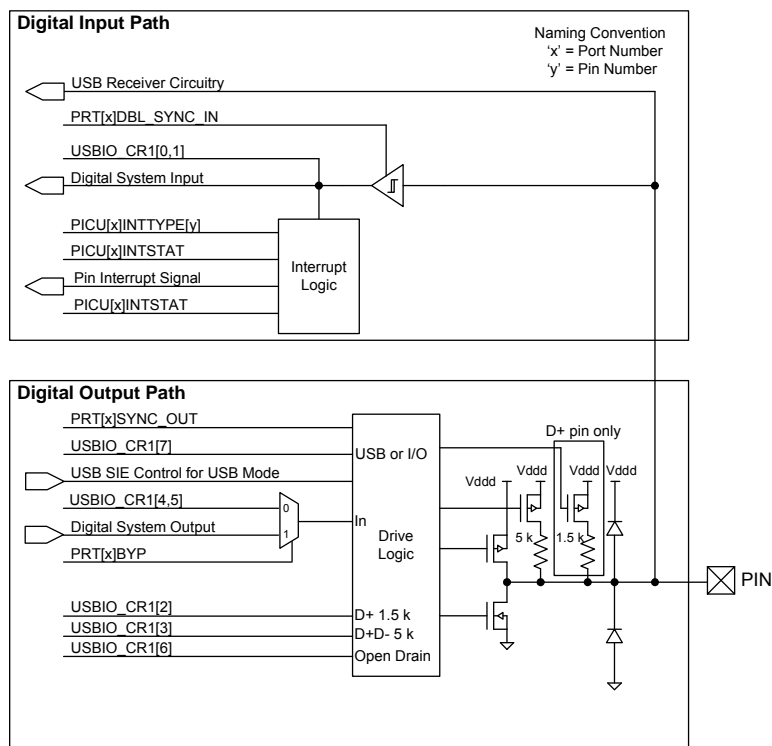 Digital Input Path
Naming Convention
'x' = Port Number
'y' = Pin Number
USB Receiver Circuitry
PRT[x]DBL_SYNC_IN
USBIO_CR1[0,1]
Digital System Input
PICU[x]INTTYPE[y]
PICU[x]INTSTAT
Pin Interrupt Signal
PICU[x]INTSTAT
Interrupt
Logic
Digital Output Path
PRT[x]SYNC_OUT
USBIO_CR1[7]
USB SIE Control for USB Mode
USBIO_CR1[4,5]
Digital System Output
PRT[x]BYP
0
1
USBIO_CR1[2]
USBIO_CR1[3]
USBIO_CR1[6]
USB or I/O
In
Drive
Logic
D+ 1.5 k
D+D- 5 k
Open Drain
D+ pin only
Vddd
Vddd
Vddd
Vddd
5 k
1.5 k
PIN